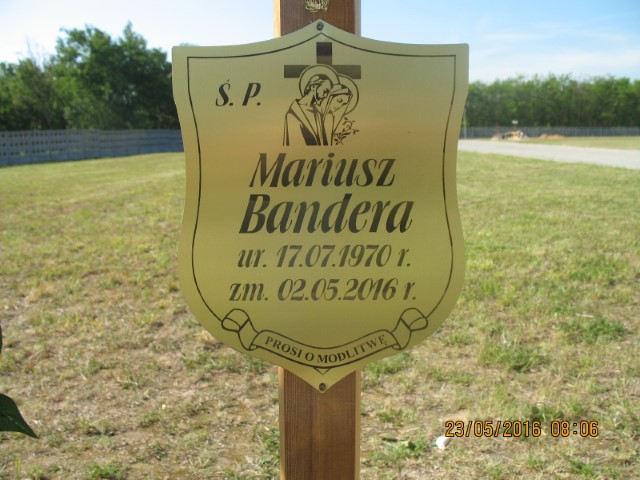 Ś. P.
Mariusz
Bandera
ur. 17.07.1970 r.
zm. 02.05.2016 r.
PROSI O MODLITWĘ
23/05/2016 08:06